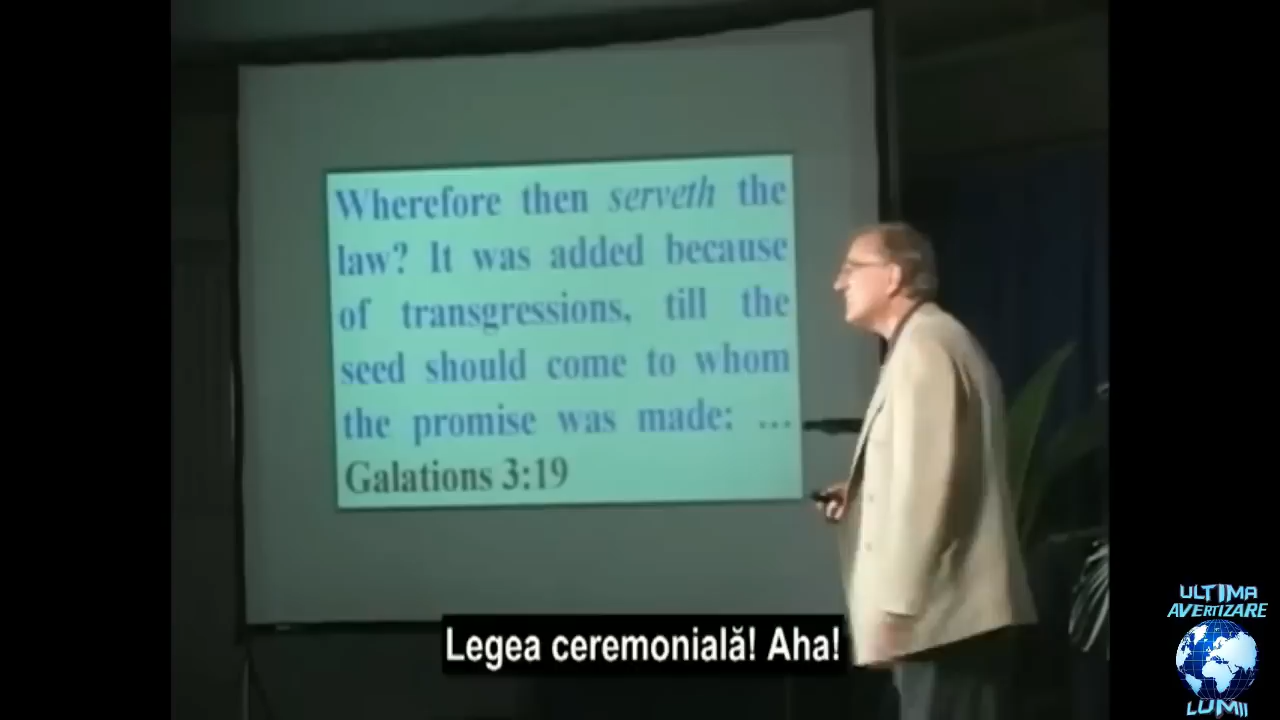 Wherefore then serveth the
law? It was added because
of transgressions, till the
seed should come to whom
the promise was made: ...
Galations 3:19
Legea ceremonială! Aha!
ULTIMA
AVERTIZARE
LUMII